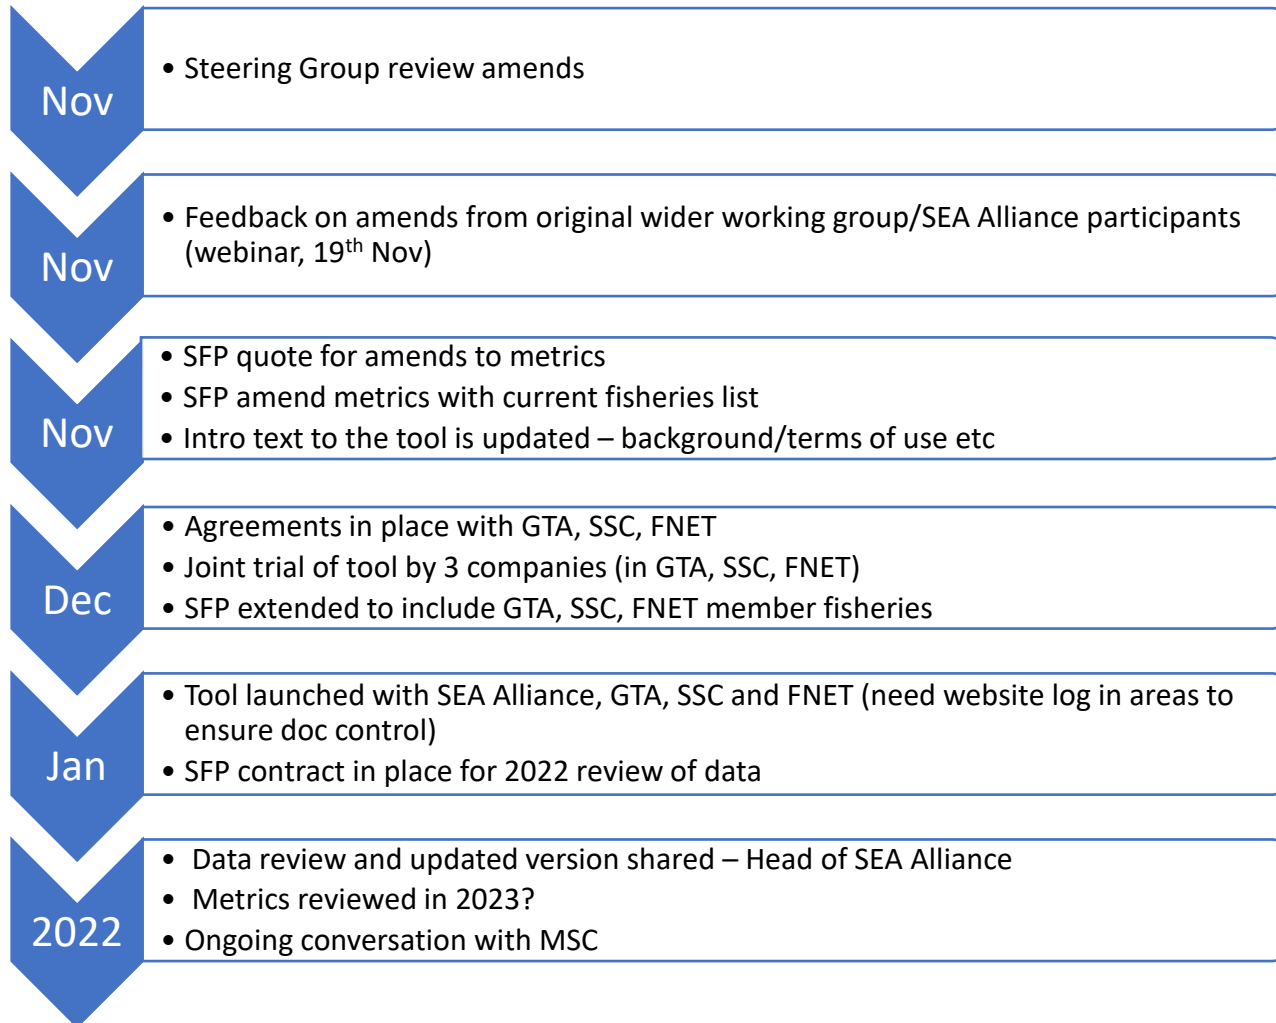 Nov
• Steering Group review amends
Nov
• Feedback on amends from original wider working group/SEA Alliance participants
(webinar, 19th Nov)
Nov
• SFP quote for amends to metrics
• SFP amend metrics with current fisheries list
• Intro text to the tool is updated – background/terms of use etc
Dec
• Agreements in place with GTA, SSC, FNET
• Joint trial of tool by 3 companies (in GTA, SSC, FNET)
• SFP extended to include GTA, SSC, FNET member fisheries
Jan
• Tool launched with SEA Alliance, GTA, SSC and FNET (need website log in areas to
ensure doc control)
• SFP contract in place for 2022 review of data
2022
• Data review and updated version shared – Head of SEA Alliance
• Metrics reviewed in 2023?
• Ongoing conversation with MSC